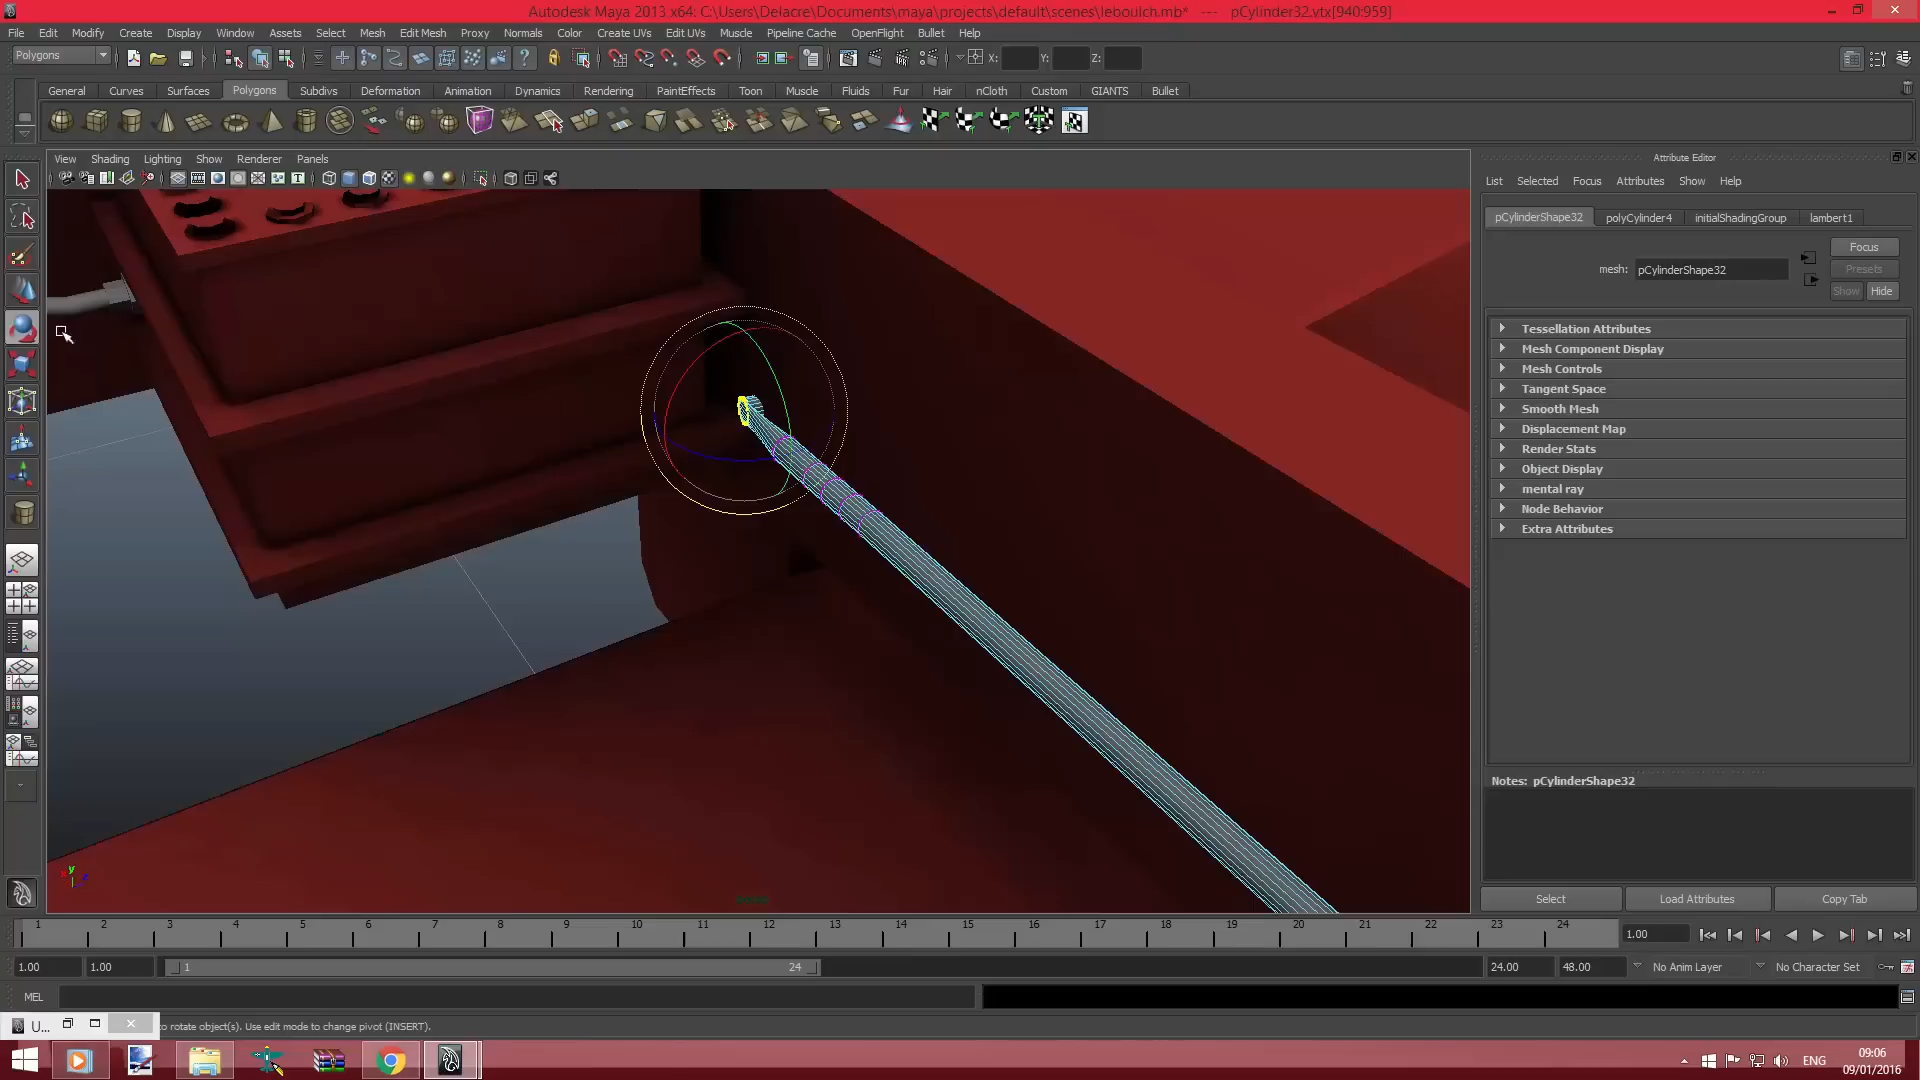 Autodesk Maya 2013 x64: C:\Users\Delacre\Documents\maya\projects\default\scenes\leboulch.mb* --- pCylinder32.vtx[940:959]
File Edit Modify Create Display Window Assets Select Mesh Edit Mesh Proxy Normals Color Create UVs Edit UVs Muscle Pipeline Cache OpenFlight Bullet Help
Polygons X: Y: Z:
General Curves Surfaces Polygons Subdivs Deformation Animation Dynamics Rendering PaintEffects Toon Muscle Fluids Fur Hair nCloth Custom GIANTS Bullet
View Shading Lighting Show Renderer Panels
Attribute Editor
List Selected Focus Attributes Show Help
pCylinderShape32 polyCylinder4 initialShadingGroup lambert1
Focus
mesh: pCylinderShape32
Presets
Show Hide
Tessellation Attributes
Mesh Component Display
Mesh Controls
Tangent Space
Smooth Mesh
Displacement Map
Render Stats
Object Display
mental ray
Node Behavior
Extra Attributes
Notes: pCylinderShape32
Select Load Attributes Copy Tab
y x z
1 2 3 4 5 6 7 8 9 10 11 12 13 14 15 16 17 18 19 20 21 22 23 24 1.00
1.00 1.00 1 24 24.00 48.00 No Anim Layer No Character Set
MEL
U... to rotate object(s). Use edit mode to change pivot (INSERT).
ENG 09:06
09/01/2016